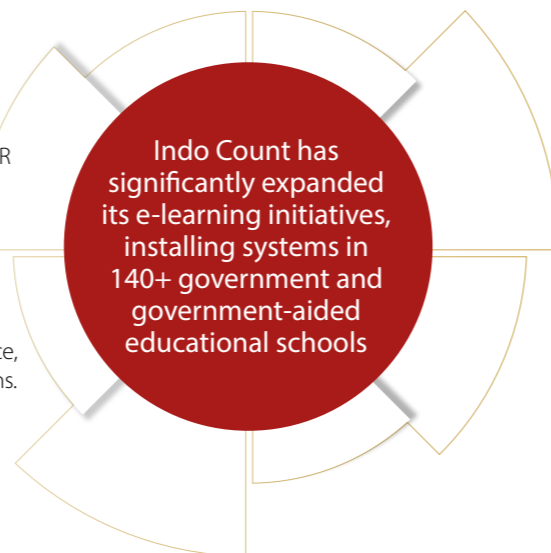 R
Indo Count has
significantly expanded
its e-learning initiatives,
installing systems in
140+ government and
government-aided
educational schools